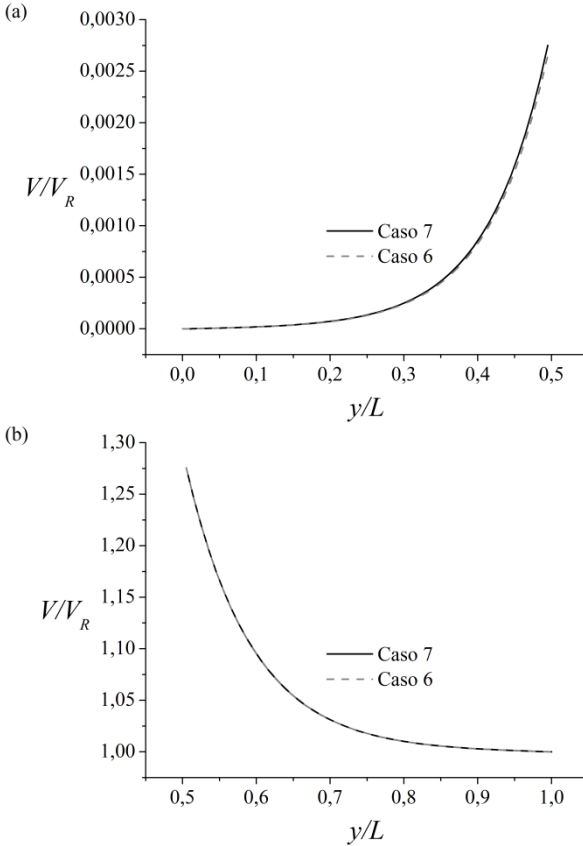 (a)
0,0030
0,0025
0,0020
0,0015
V/V_R
0,0010
Caso 7
Caso 6
0,0005
0,0000
0,0 0,1 0,2 0,3 0,4 0,5
y/L
(b)
1,30
1,25
1,20
1,15
V/V_R
1,10
Caso 7
Caso 6
1,05
1,00
0,5 0,6 0,7 0,8 0,9 1,0
y/L